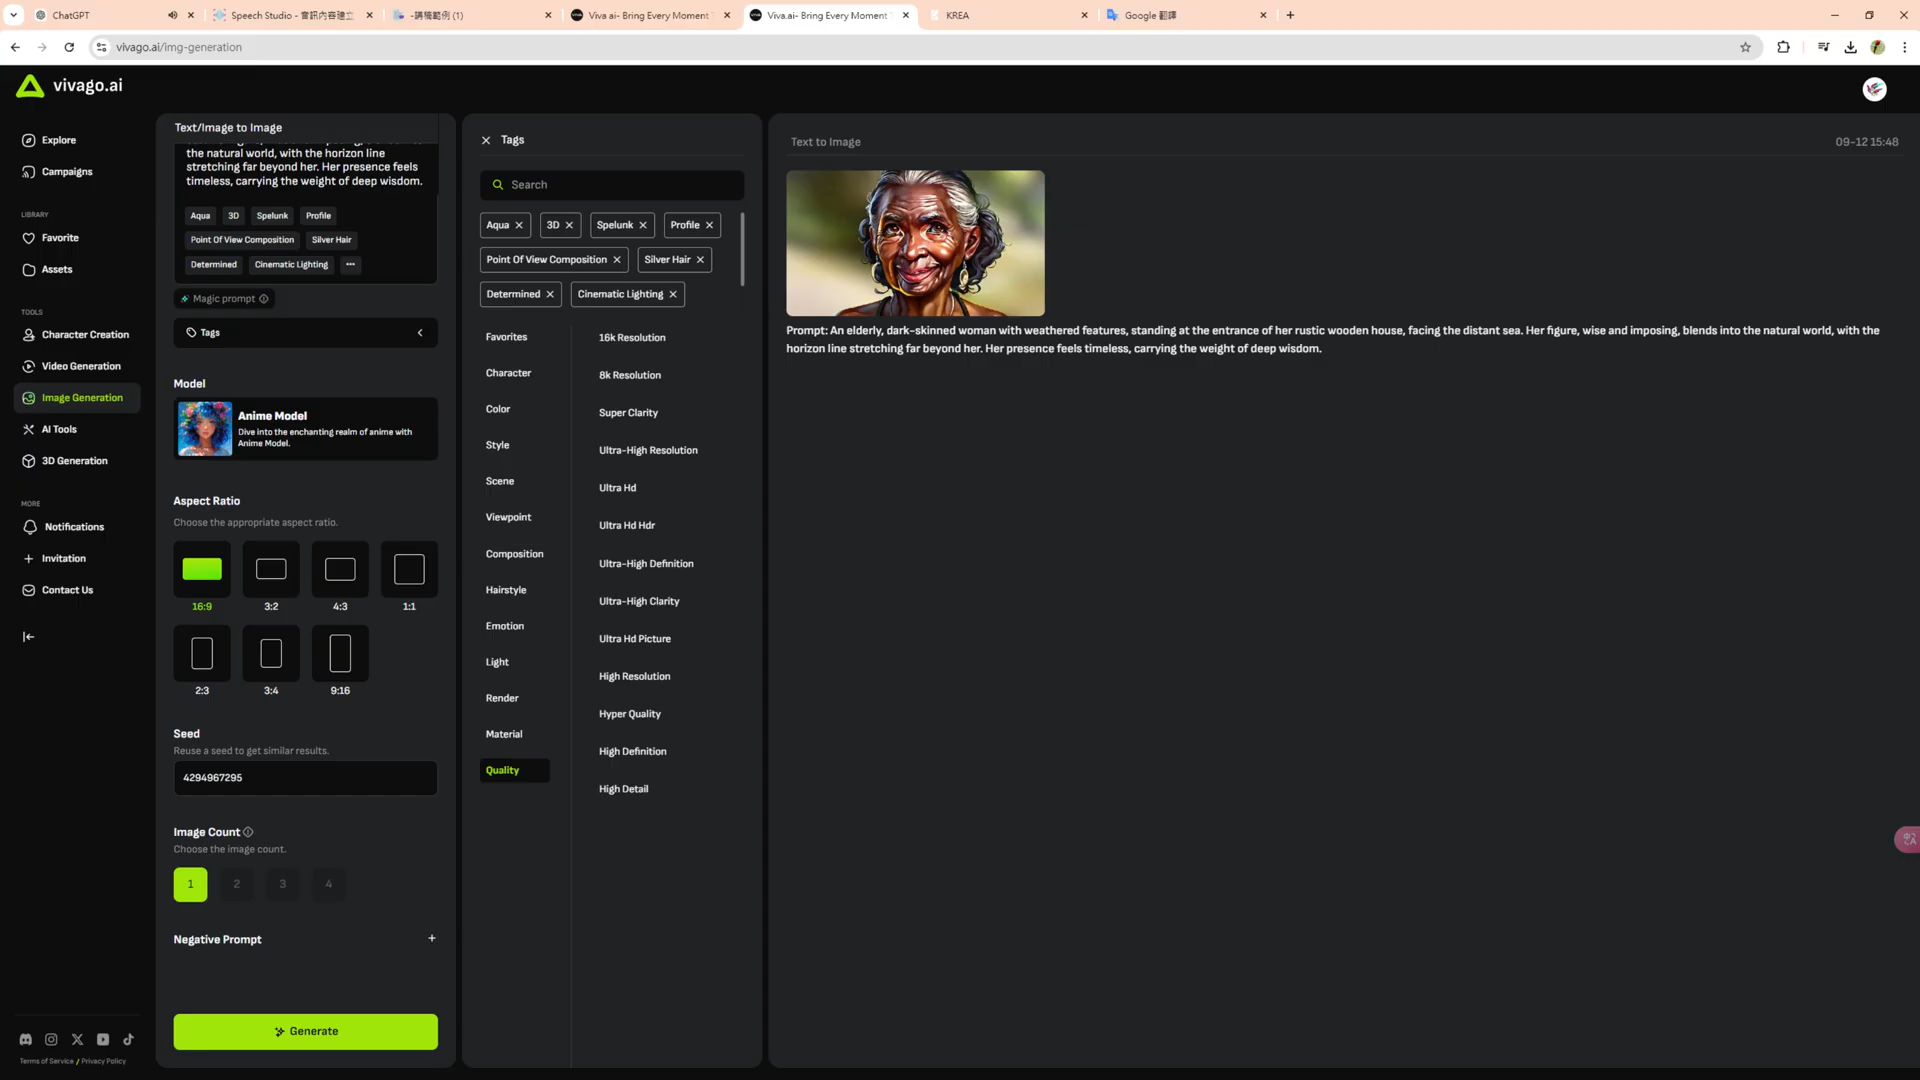 ChatGPT
Speech Studio - 音訊內容建立
-講稿範例 (1)
Viva ai- Bring Every Moment
Viva.ai- Bring Every Moment
KREA
Google 翻譯
vivago.ai/img-generation
vivago.ai
Explore
Campaigns
LIBRARY
Favorite
Assets
TOOLS
Character Creation
Video Generation
Image Generation
AI Tools
3D Generation
MORE
Notifications
Invitation
Contact Us
Terms of Service / Privacy Policy
Text/Image to Image
the natural world, with the horizon line
stretching far beyond her. Her presence feels
timeless, carrying the weight of deep wisdom.
Aqua 3D Spelunk Profile
Point Of View Composition Silver Hair
Determined Cinematic Lighting •••
Magic prompt
Tags
Model
Anime Model
Dive into the enchanting realm of anime with
Anime Model.
Aspect Ratio
Choose the appropriate aspect ratio.
16:9 3:2 4:3 1:1
2:3 3:4 9:16
Seed
Reuse a seed to get similar results.
4294967295
Image Count
Choose the image count.
1 2 3 4
Negative Prompt +
Generate
Tags
Search
Aqua 3D Spelunk Profile
Point Of View Composition Silver Hair
Determined Cinematic Lighting
Favorites
Character
Color
Style
Scene
Viewpoint
Composition
Hairstyle
Emotion
Light
Render
Material
Quality
16k Resolution
8k Resolution
Super Clarity
Ultra-High Resolution
Ultra Hd
Ultra Hd Hdr
Ultra-High Definition
Ultra-High Clarity
Ultra Hd Picture
High Resolution
Hyper Quality
High Definition
High Detail
Text to Image
09-12 15:48
Prompt: An elderly, dark-skinned woman with weathered features, standing at the entrance of her rustic wooden house, facing the distant sea. Her figure, wise and imposing, blends into the natural world, with the
horizon line stretching far beyond her. Her presence feels timeless, carrying the weight of deep wisdom.